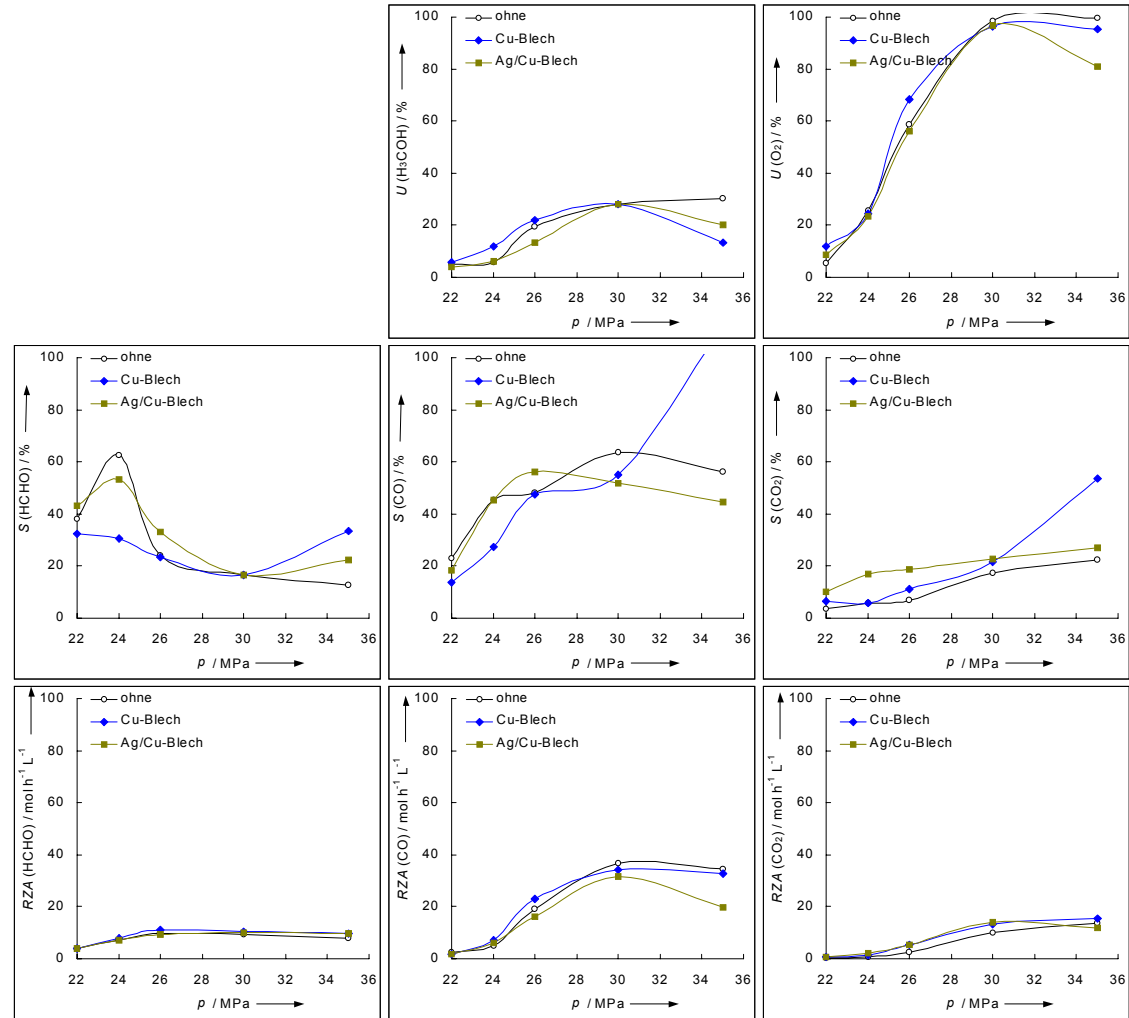 100
80
60
40
20
0
U (H₃COH) / %
ohne
Cu-Blech
Ag/Cu-Blech
22 24 26 28 30 32 34 36
p / MPa
100
80
60
40
20
0
U (O₂) / %
ohne
Cu-Blech
Ag/Cu-Blech
22 24 26 28 30 32 34 36
p / MPa
100
80
60
40
20
0
S (HCHO) / %
ohne
Cu-Blech
Ag/Cu-Blech
22 24 26 28 30 32 34 36
p / MPa
100
80
60
40
20
0
S (CO) / %
ohne
Cu-Blech
Ag/Cu-Blech
22 24 26 28 30 32 34 36
p / MPa
100
80
60
40
20
0
S (CO₂) / %
ohne
Cu-Blech
Ag/Cu-Blech
22 24 26 28 30 32 34 36
p / MPa
100
80
60
40
20
0
RZA (HCHO) / mol h⁻¹ L⁻¹
ohne
Cu-Blech
Ag/Cu-Blech
22 24 26 28 30 32 34 36
p / MPa
100
80
60
40
20
0
RZA (CO) / mol h⁻¹ L⁻¹
ohne
Cu-Blech
Ag/Cu-Blech
22 24 26 28 30 32 34 36
p / MPa
100
80
60
40
20
0
RZA (CO₂) / mol h⁻¹ L⁻¹
ohne
Cu-Blech
Ag/Cu-Blech
22 24 26 28 30 32 34 36
p / MPa